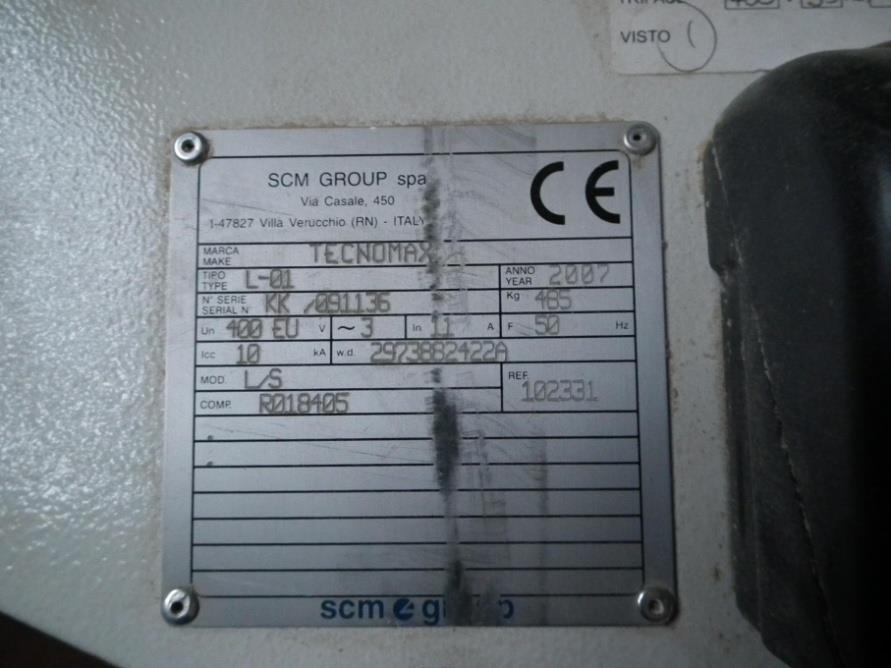 VISTO
SCM GROUP spa
Via Casale, 450
1-47827 Villa Verucchio (RN) - ITALY
CE
MARCA
MAKE
TECNOMAX
TIPO
TYPE L-01
ANNO
YEAR 2007
N° SERIE
SERIAL N° KK /091136
Kg 485
Un 400 EU V ~ 3 In 11 A F 50 Hz
Icc 10 kA w.d. 2973882422A
MOD. L/S
REF. 102331
COMP. R018405
scm group